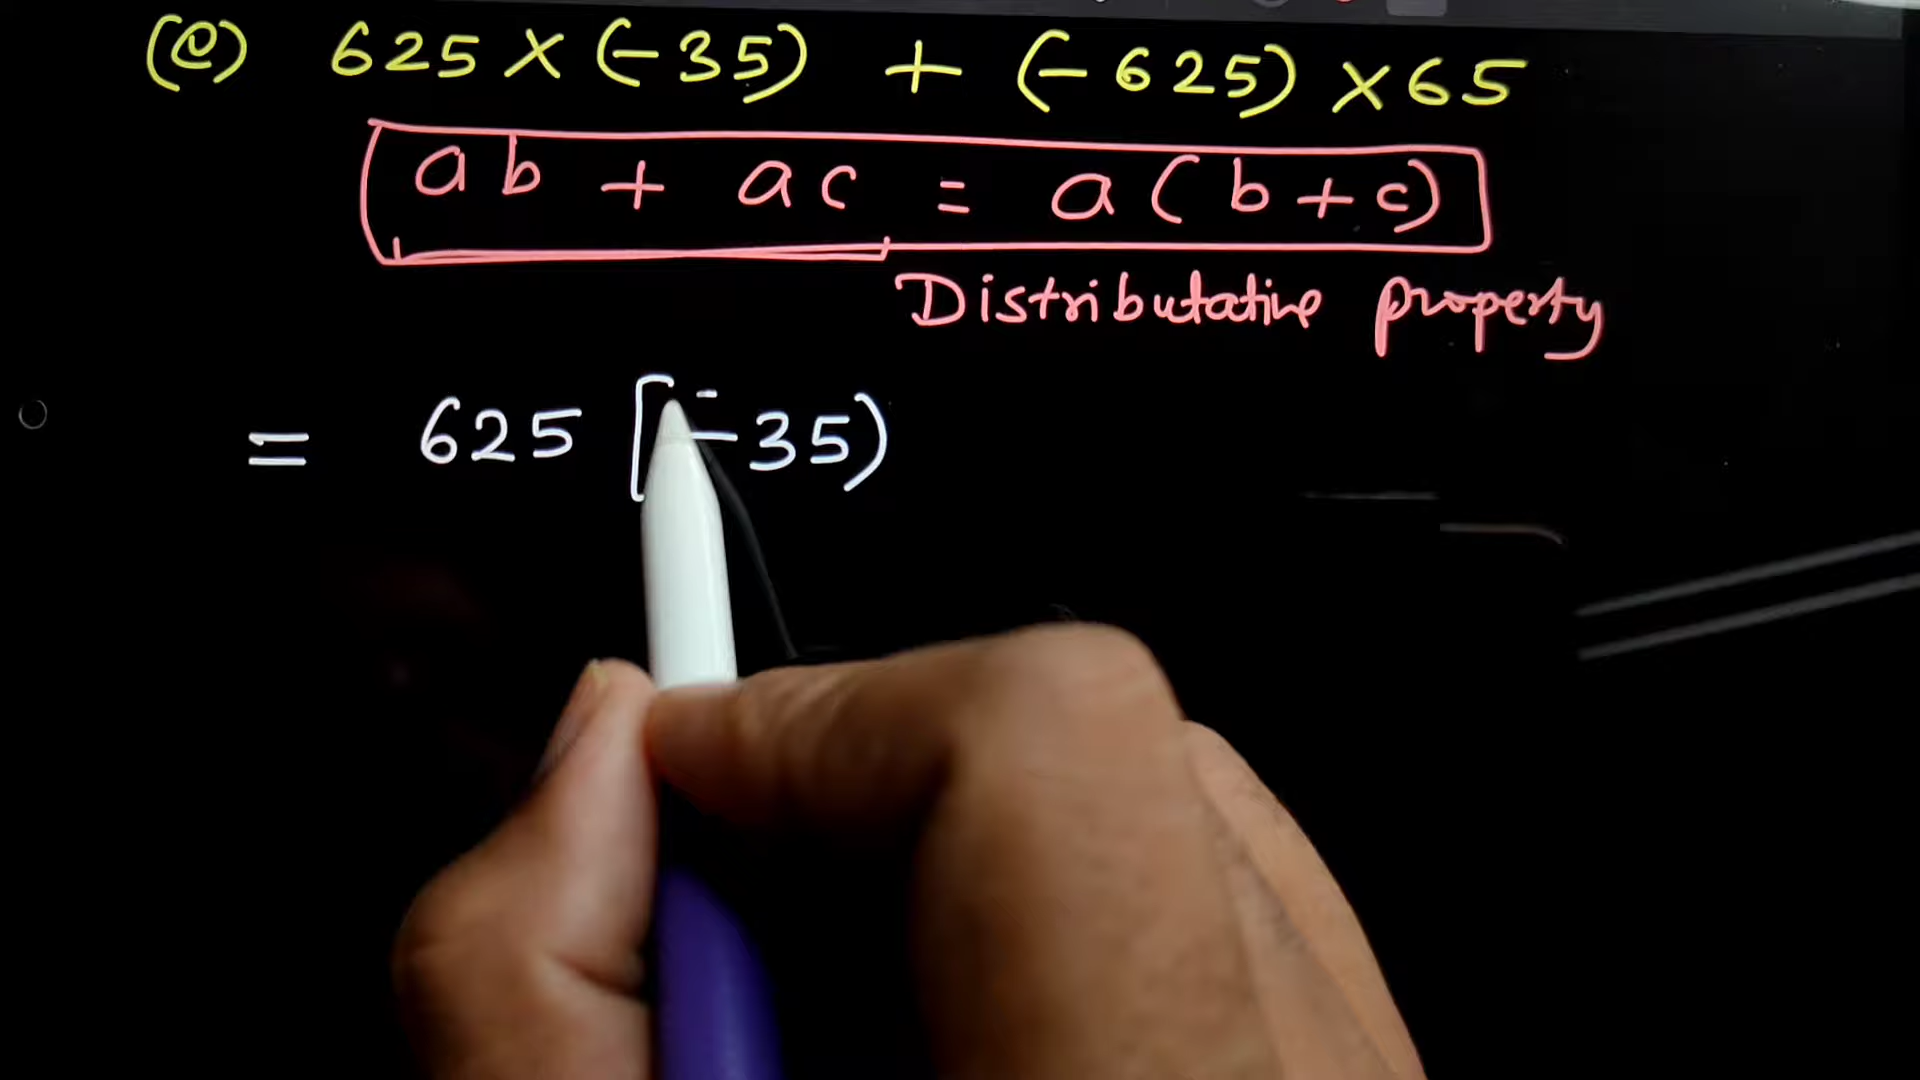 (e) 625 × (-35) + (-625) × 65
ab + ac = a(b+c)
Distributative property
= 625 [(-35)